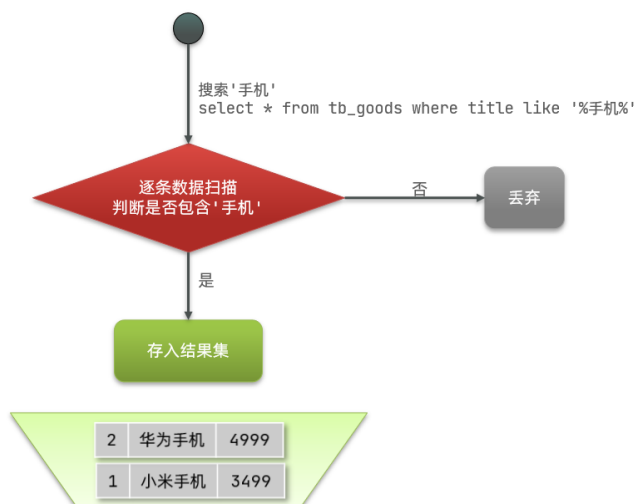 搜索'手机'
select * from tb_goods where title like '%手机%'
逐条数据扫描
判断是否包含'手机'
否
丢弃
是
存入结果集
2 华为手机 4999
1 小米手机 3499